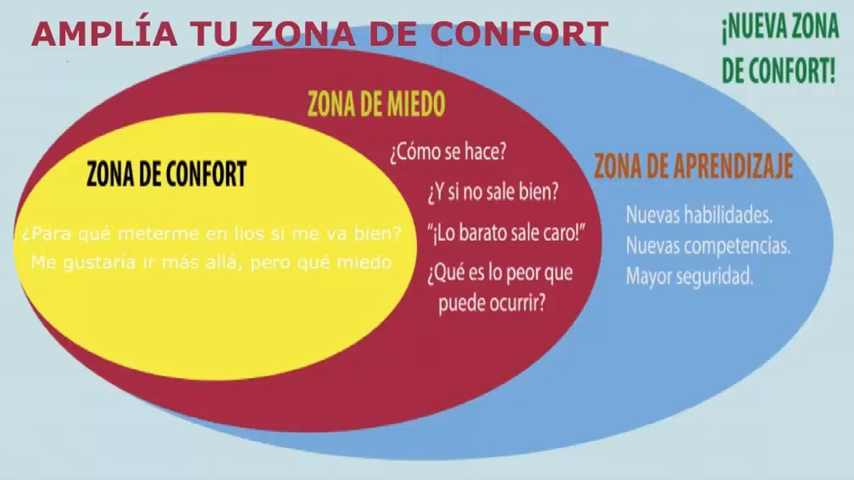 AMPLÍA TU ZONA DE CONFORT
¡NUEVA ZONA
DE CONFORT!
ZONA DE CONFORT
¿Para qué meterme en lios si me va bien?
Me gustaría ir más allá, pero qué miedo
ZONA DE MIEDO
¿Cómo se hace?
¿Y si no sale bien?
“¡Lo barato sale caro!”
¿Qué es lo peor que
puede ocurrir?
ZONA DE APRENDIZAJE
Nuevas habilidades.
Nuevas competencias.
Mayor seguridad.